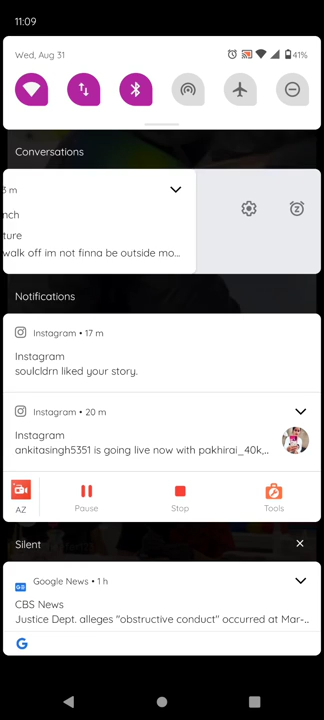 11:09
Wed, Aug 31
41%
Conversations
3 m
nch
ture
walk off im not finna be outside mo...
Notifications
Instagram • 17 m
Instagram
soulcldrn liked your story.
Instagram • 20 m
Instagram
ankitasingh5351 is going live now with pakhirai_40k,..
AZ
Pause
Stop
Tools
Silent
Google News • 1 h
CBS News
Justice Dept. alleges "obstructive conduct" occurred at Mar-..